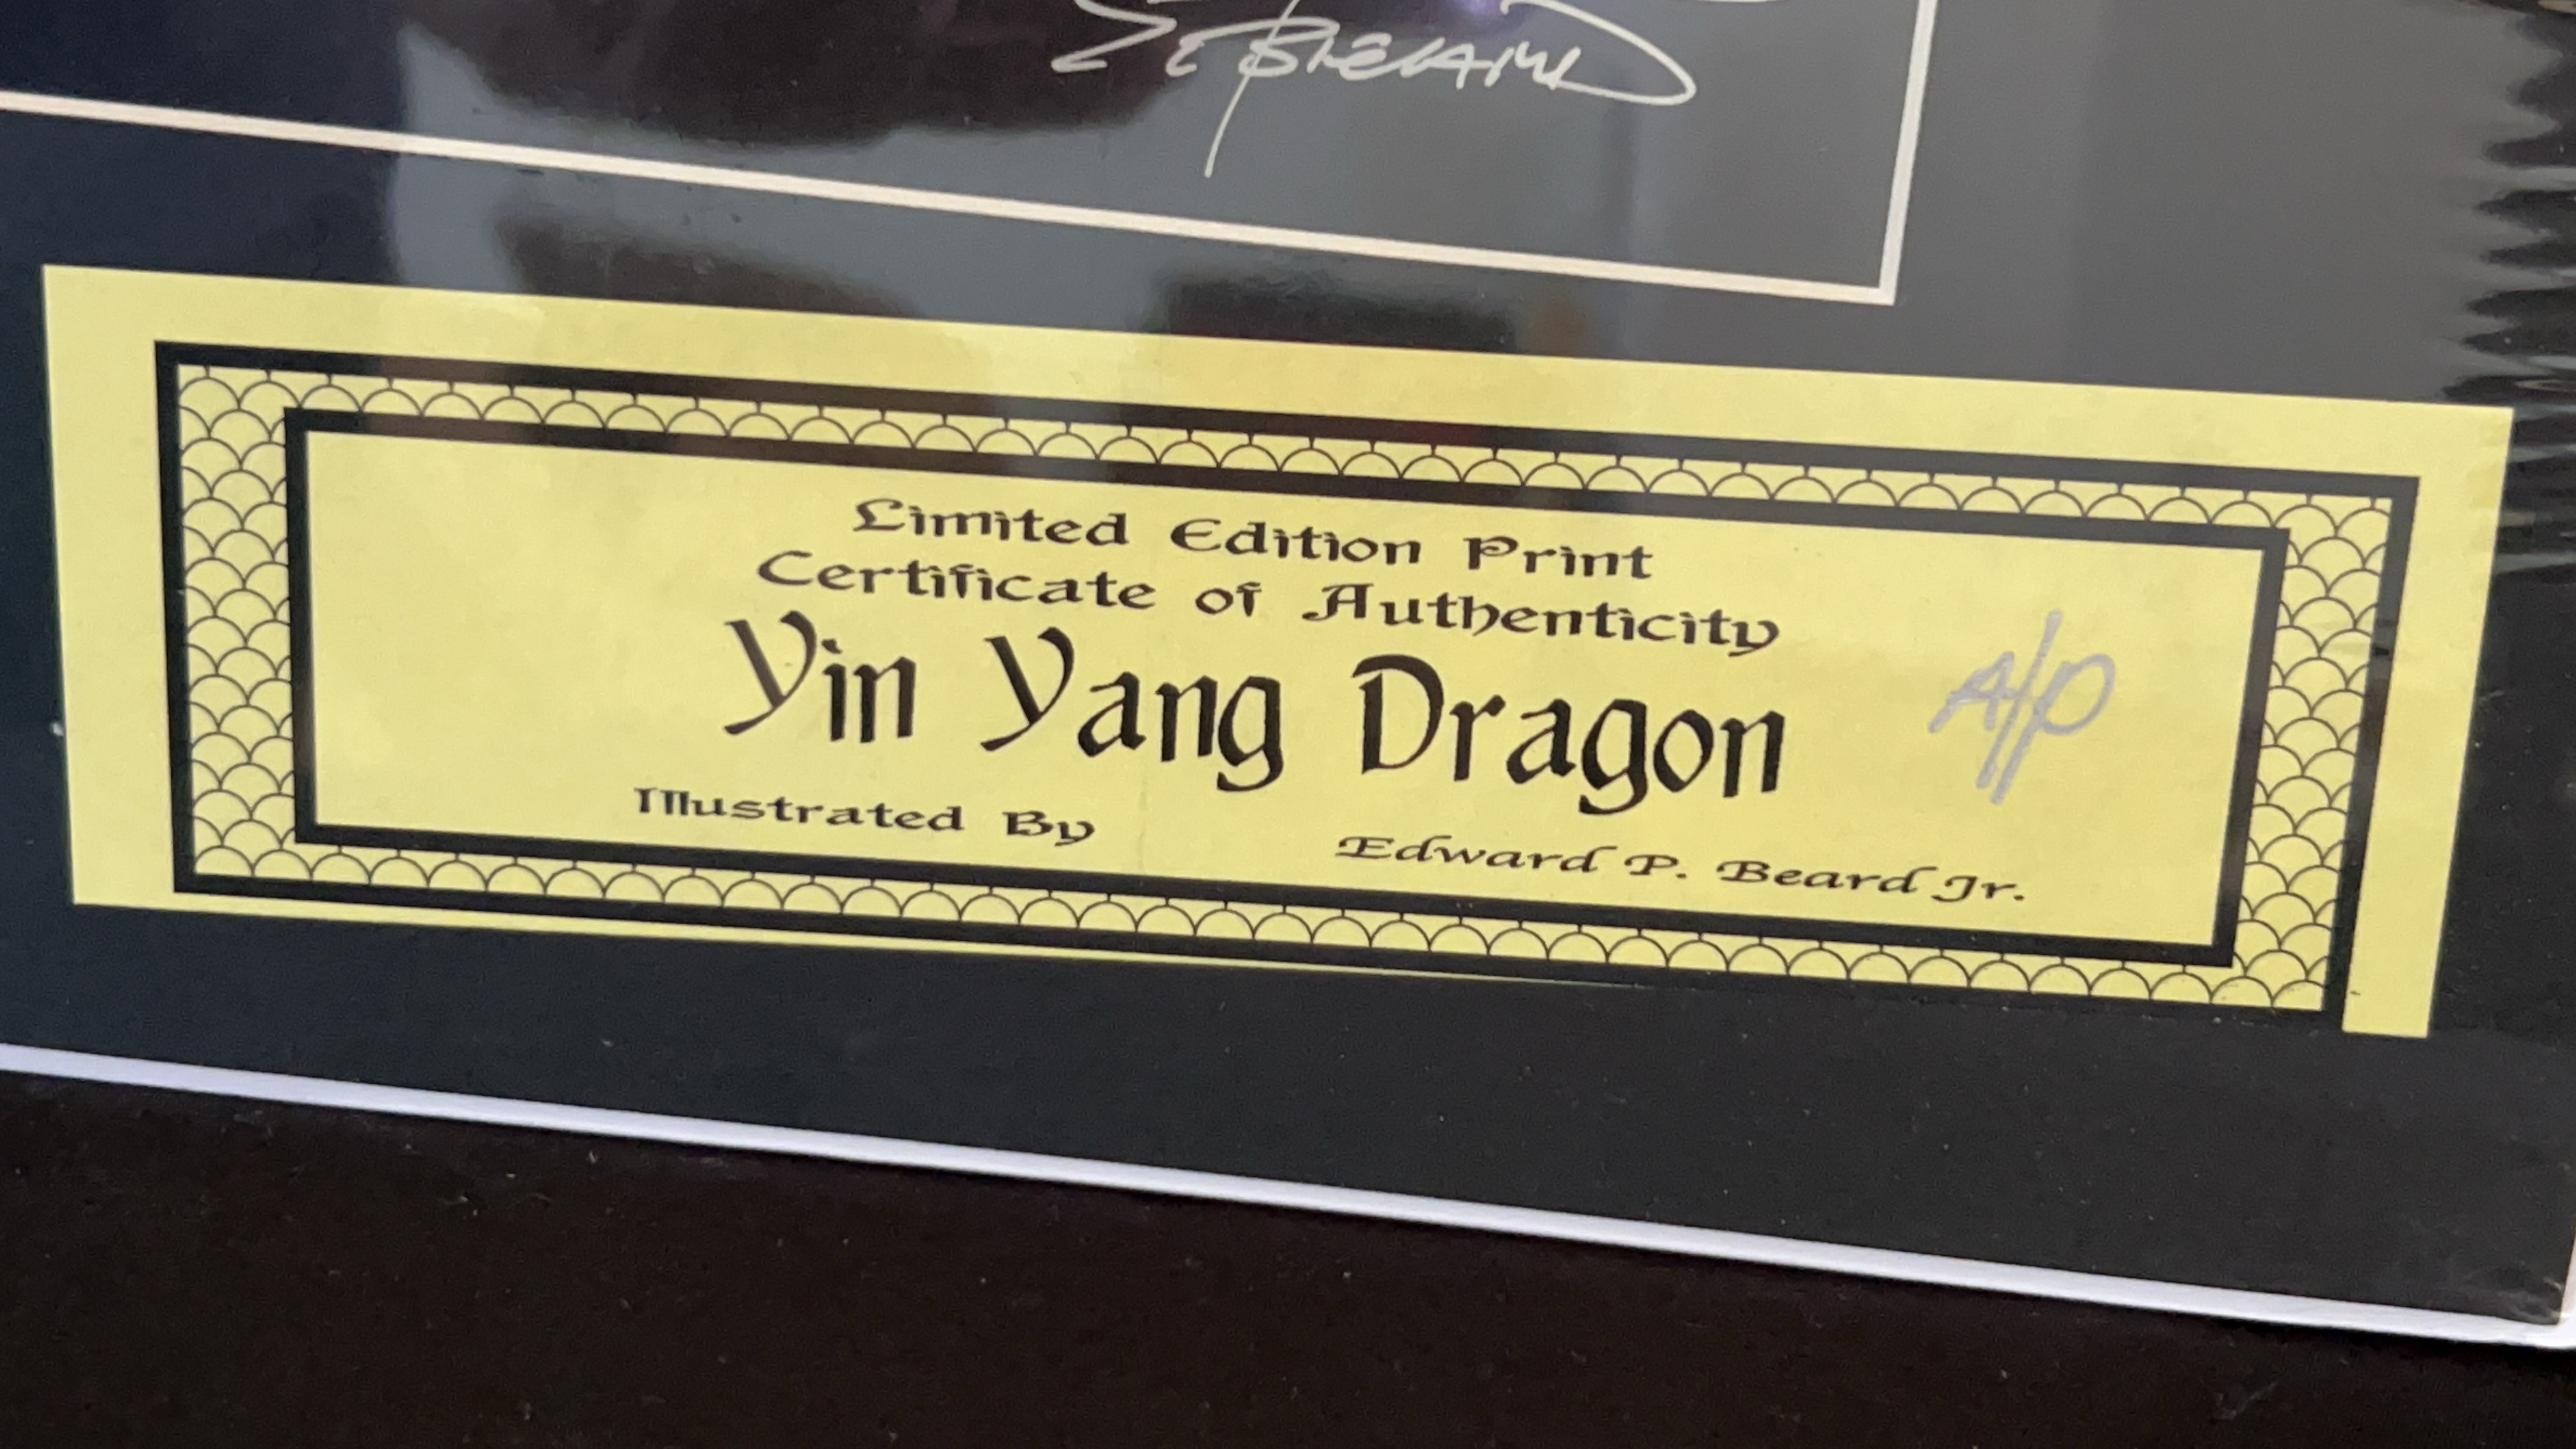 Limited Edition Print
Certificate of Authenticity
Yin Yang Dragon
A/P
Illustrated By Edward P. Beard Jr.